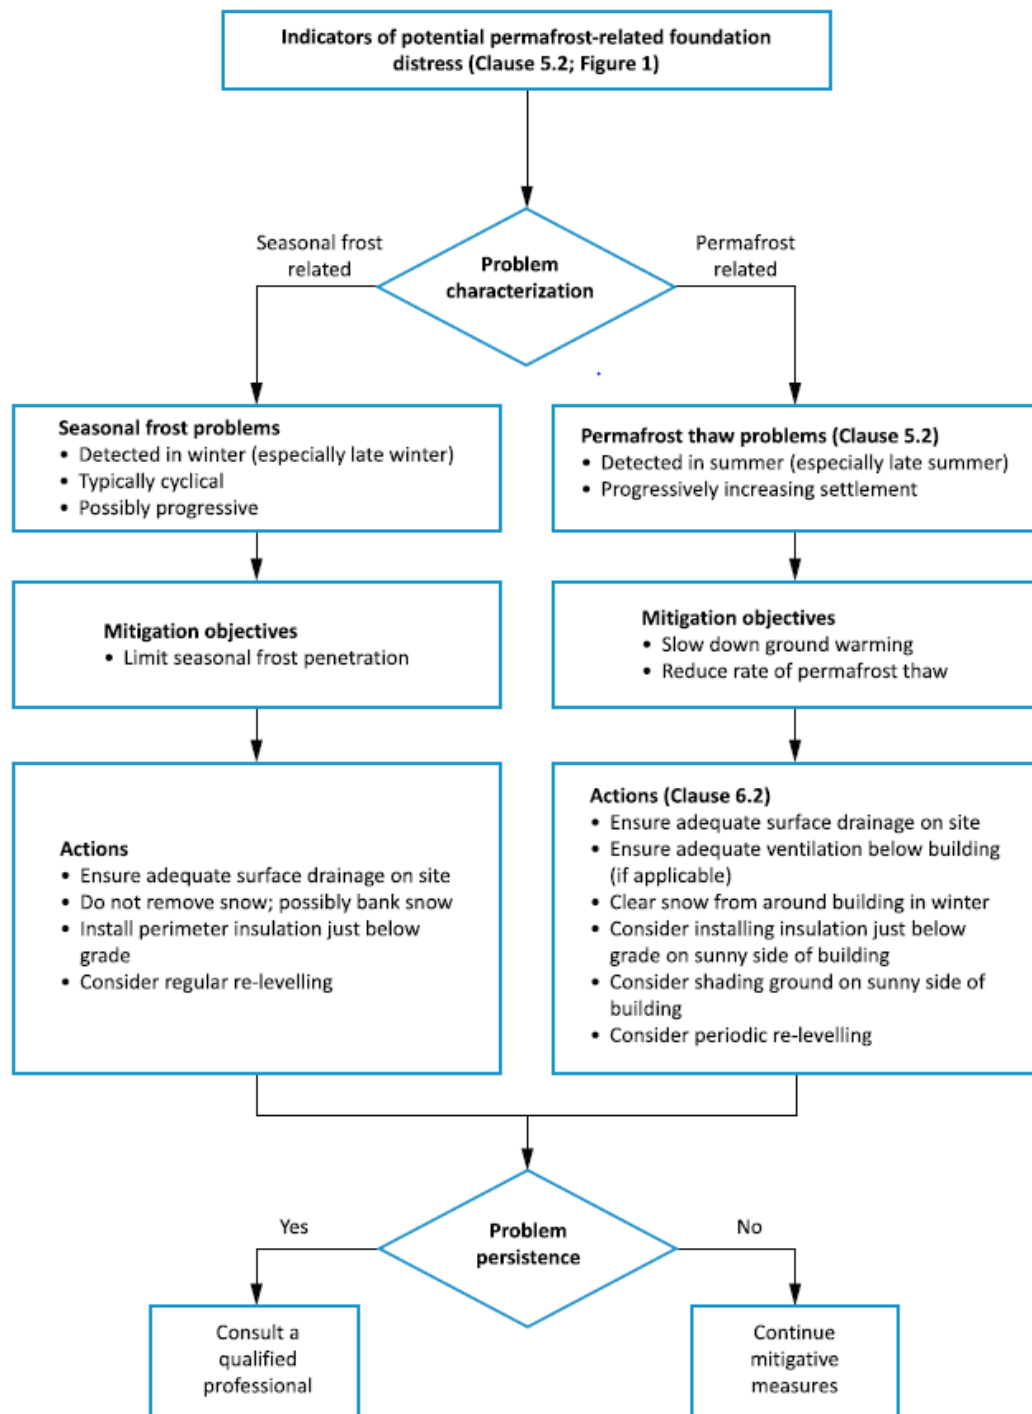 Indicators of potential permafrost-related foundation
distress (Clause 5.2; Figure 1)
Seasonal frost
related
Problem
characterization
Permafrost
related
Seasonal frost problems
• Detected in winter (especially late winter)
• Typically cyclical
• Possibly progressive
Permafrost thaw problems (Clause 5.2)
• Detected in summer (especially late summer)
• Progressively increasing settlement
Mitigation objectives
• Limit seasonal frost penetration
Mitigation objectives
• Slow down ground warming
• Reduce rate of permafrost thaw
Actions
• Ensure adequate surface drainage on site
• Do not remove snow; possibly bank snow
• Install perimeter insulation just below
grade
• Consider regular re-levelling
Actions (Clause 6.2)
• Ensure adequate surface drainage on site
• Ensure adequate ventilation below building
(if applicable)
• Clear snow from around building in winter
• Consider installing insulation just below
grade on sunny side of building
• Consider shading ground on sunny side of
building
• Consider periodic re-levelling
Yes
Problem
persistence
No
Consult a
qualified
professional
Continue
mitigative
measures